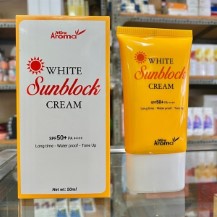 Aroma
WHITE
Sunblock
CREAM
SPF50+ PA++++
Long time · Water proof · Tone Up
Aroma
WHITE
Sunblock
CREAM
SPF50+ PA++++
Long time · Water proof · Tone Up